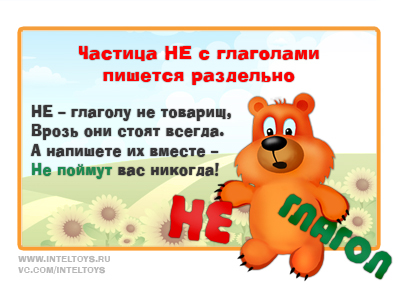 Частица НЕ с глаголами
пишется раздельно
НЕ – глаголу не товарищ,
Врозь они стоят всегда.
А напишете их вместе –
Не поймут вас никогда!
НЕ
ГЛАГОЛ
WWW.INTELTOYS.RU
VC.COM/INTELTOYS